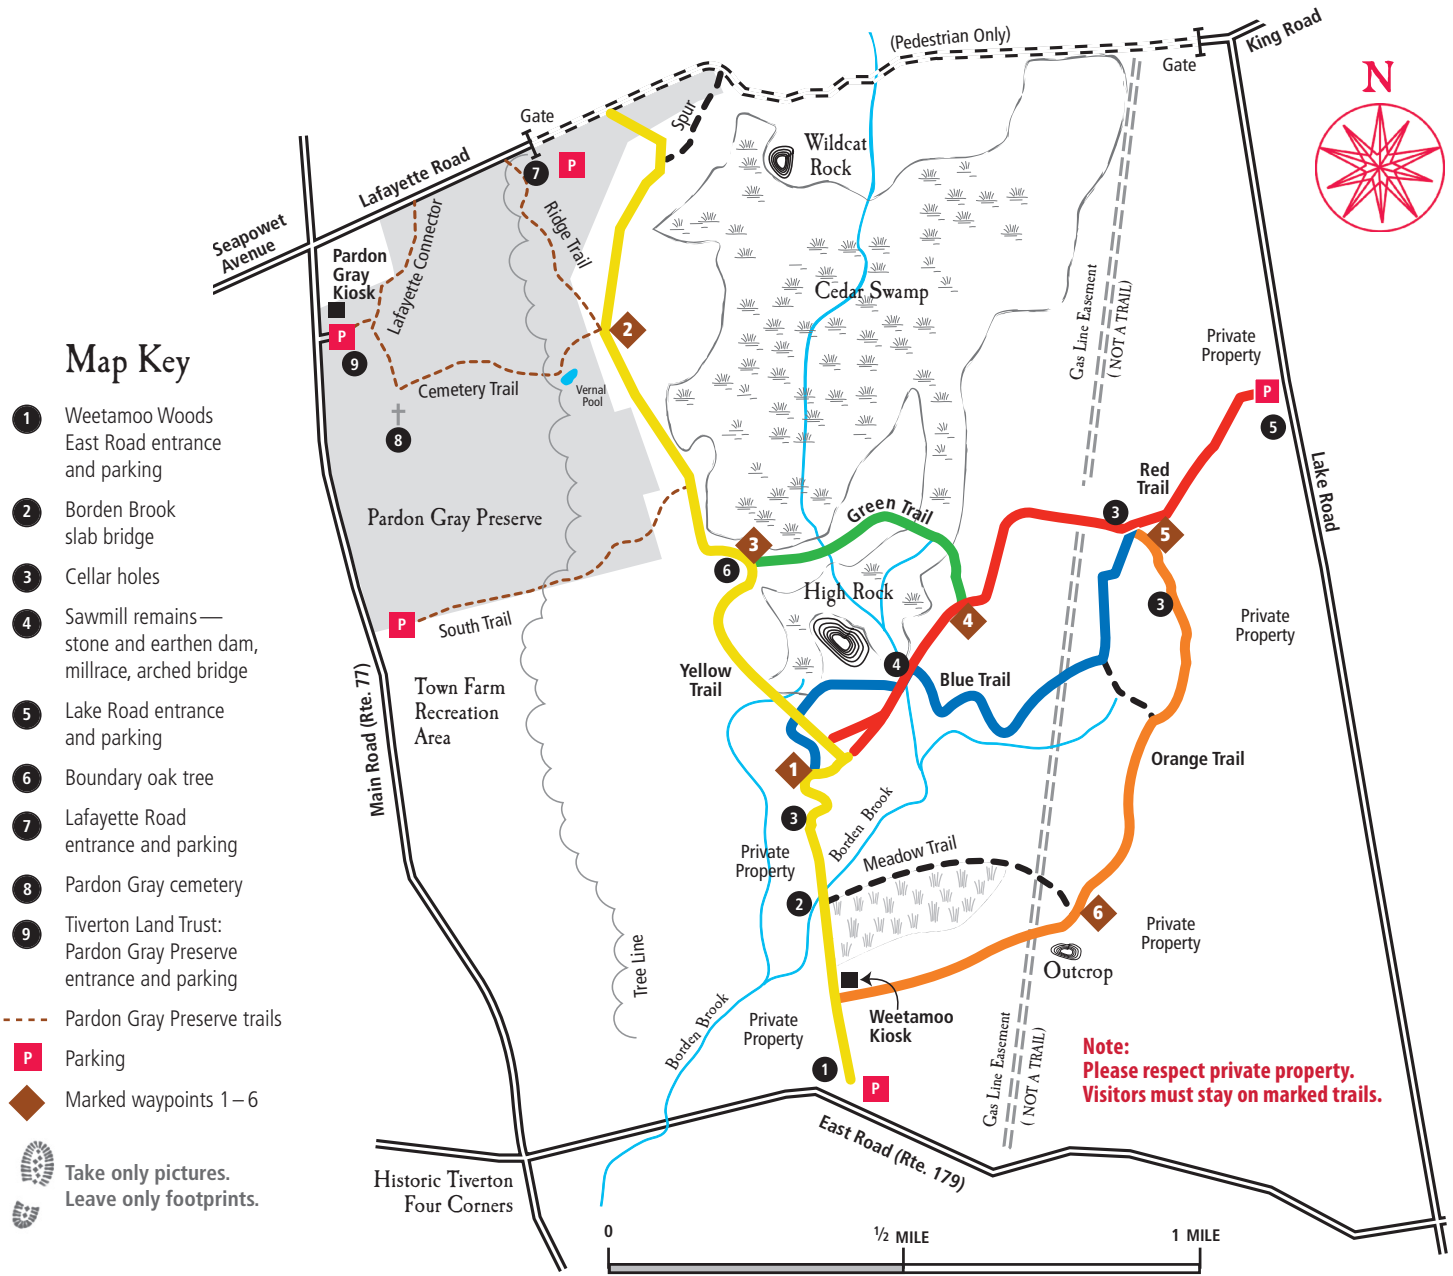 (Pedestrian Only)
King Road
Gate
N
Gate
Spur
Wildcat
Rock
Lafayette Road
7
P
Seapowet
Avenue
Lafayette Connector
Ridge Trail
Pardon
Gray
Kiosk
P
9
Cedar Swamp
Gas Line Easement
( NOT A TRAIL)
2
Private
Property
P
5
Cemetery Trail
Vernal
Pool
8
Map Key
1
Weetamoo Woods
East Road entrance
and parking
2
Borden Brook
slab bridge
3
Cellar holes
4
Sawmill remains—
stone and earthen dam,
millrace, arched bridge
5
Lake Road entrance
and parking
6
Boundary oak tree
7
Lafayette Road
entrance and parking
8
Pardon Gray cemetery
9
Tiverton Land Trust:
Pardon Gray Preserve
entrance and parking
Pardon Gray Preserve trails
P
Parking
Marked waypoints 1–6
Take only pictures.
Leave only footprints.
Red
Trail
Lake Road
Pardon Gray Preserve
Green Trail
3
5
3
6
High Rock
3
4
Private
Property
P
South Trail
4
Yellow
Trail
Blue Trail
Main Road (Rte. 77)
Town Farm
Recreation
Area
1
Orange Trail
3
Borden Brook
Private
Property
Meadow Trail
2
6
Private
Property
Tree Line
Outcrop
Weetamoo
Kiosk
Private
Property
Borden Brook
Gas Line Easement
( NOT A TRAIL)
Note:
Please respect private property.
Visitors must stay on marked trails.
1
P
East Road (Rte. 179)
Historic Tiverton
Four Corners
0
1/2 MILE
1 MILE